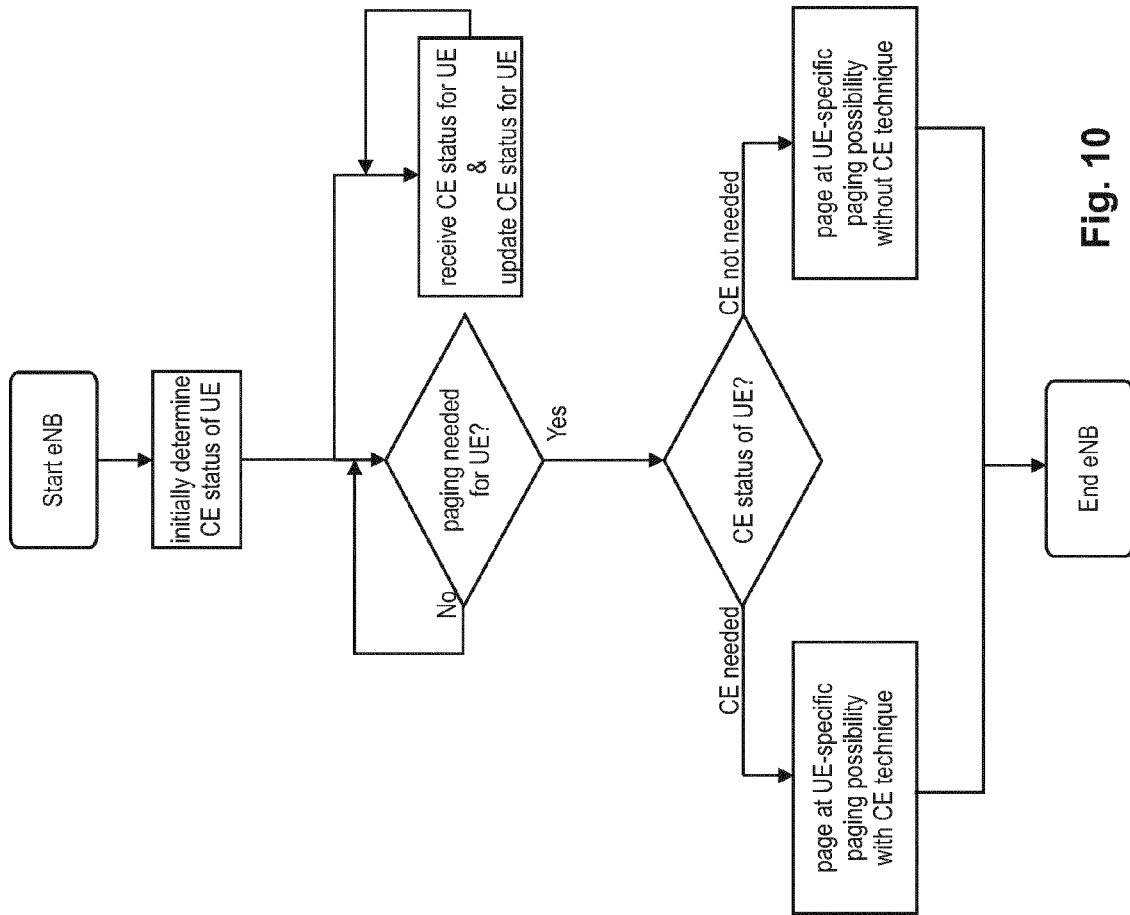 Start eNB
initially determine
CE status of UE
receive CE status for UE
&
update CE status for UE
paging needed
for UE?
No
Yes
CE status of UE?
CE needed
CE not needed
page at UE-specific
paging possibility
with CE technique
page at UE-specific
paging possibility
without CE technique
End eNB
Fig. 10